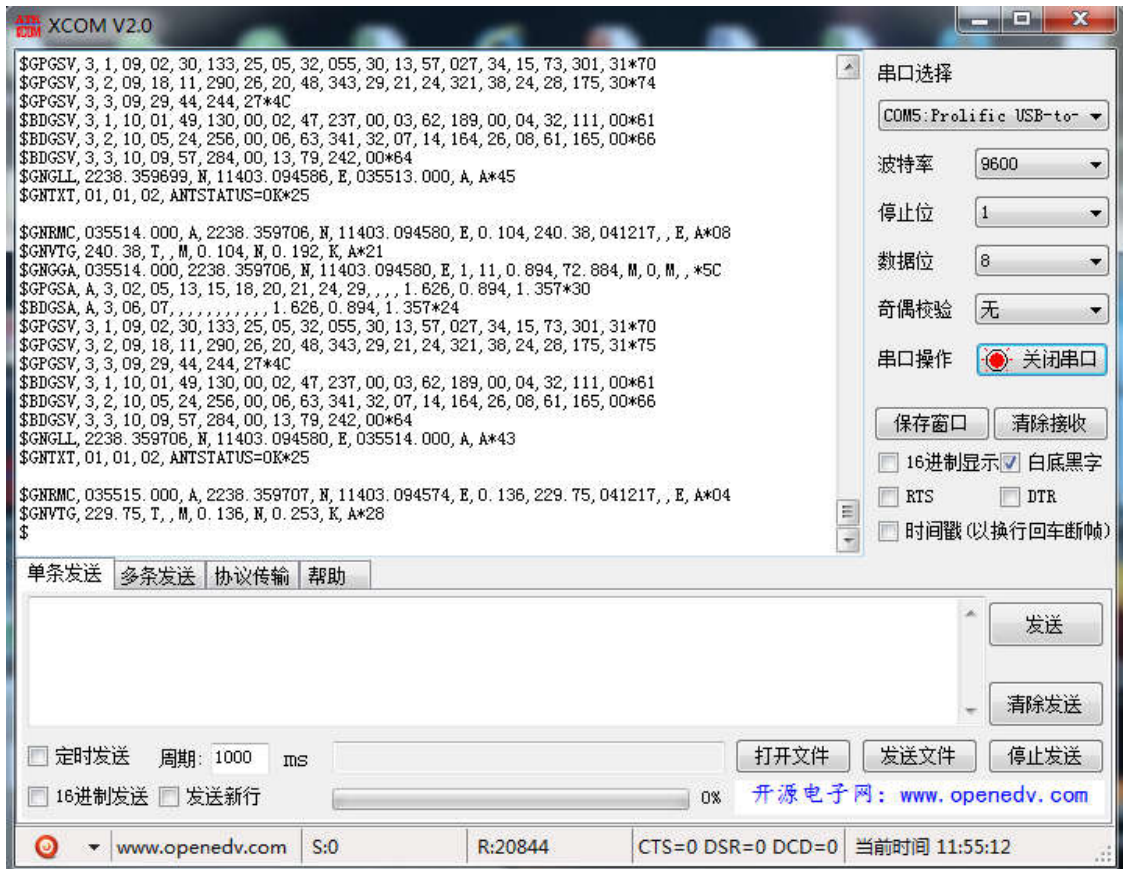 ATK XCOM XCOM V2.0
$GPGSV, 3, 1, 09, 02, 30, 133, 25, 05, 32, 055, 30, 13, 57, 027, 34, 15, 73, 301, 31*70
$GPGSV, 3, 2, 09, 18, 11, 290, 26, 20, 48, 343, 29, 21, 24, 321, 38, 24, 28, 175, 30*74
$GPGSV, 3, 3, 09, 29, 44, 244, 27*4C
$BDGSV, 3, 1, 10, 01, 49, 130, 00, 02, 47, 237, 00, 03, 62, 189, 00, 04, 32, 111, 00*61
$BDGSV, 3, 2, 10, 05, 24, 256, 00, 06, 63, 341, 32, 07, 14, 164, 26, 08, 61, 165, 00*66
$BDGSV, 3, 3, 10, 09, 57, 284, 00, 13, 79, 242, 00*64
$GNGLL, 2238. 359699, N, 11403. 094586, E, 035513. 000, A, A*45
$GNTXT, 01, 01, 02, ANTSTATUS=OK*25
$GNRMC, 035514. 000, A, 2238. 359706, N, 11403. 094580, E, 0. 104, 240. 38, 041217, , E, A*08
$GNVTG, 240. 38, T, , M, 0. 104, N, 0. 192, K, A*21
$GNGGA, 035514. 000, 2238. 359706, N, 11403. 094580, E, 1, 11, 0. 894, 72. 884, M, 0, M, , *5C
$GPGSA, A, 3, 02, 05, 13, 15, 18, 20, 21, 24, 29, , , , 1. 626, 0. 894, 1. 357*30
$BDGSA, A, 3, 06, 07, , , , , , , , , , , 1. 626, 0. 894, 1. 357*24
$GPGSV, 3, 1, 09, 02, 30, 133, 25, 05, 32, 055, 30, 13, 57, 027, 34, 15, 73, 301, 31*70
$GPGSV, 3, 2, 09, 18, 11, 290, 26, 20, 48, 343, 29, 21, 24, 321, 38, 24, 28, 175, 31*75
$GPGSV, 3, 3, 09, 29, 44, 244, 27*4C
$BDGSV, 3, 1, 10, 01, 49, 130, 00, 02, 47, 237, 00, 03, 62, 189, 00, 04, 32, 111, 00*61
$BDGSV, 3, 2, 10, 05, 24, 256, 00, 06, 63, 341, 32, 07, 14, 164, 26, 08, 61, 165, 00*66
$BDGSV, 3, 3, 10, 09, 57, 284, 00, 13, 79, 242, 00*64
$GNGLL, 2238. 359706, N, 11403. 094580, E, 035514. 000, A, A*43
$GNTXT, 01, 01, 02, ANTSTATUS=OK*25
$GNRMC, 035515. 000, A, 2238. 359707, N, 11403. 094574, E, 0. 136, 229. 75, 041217, , E, A*04
$GNVTG, 229. 75, T, , M, 0. 136, N, 0. 253, K, A*28
$
串口选择
COM5:Prolific USB-to-
波特率 9600
停止位 1
数据位 8
奇偶校验 无
串口操作 关闭串口
保存窗口 清除接收
16进制显示 白底黑字
RTS DTR
时间戳(以换行回车断帧)
单条发送 多条发送 协议传输 帮助
发送
清除发送
定时发送 周期: 1000 ms 打开文件 发送文件 停止发送
16进制发送 发送新行 0% 开源电子网: www.openedv.com
www.openedv.com S:0 R:20844 CTS=0 DSR=0 DCD=0 当前时间 11:55:12